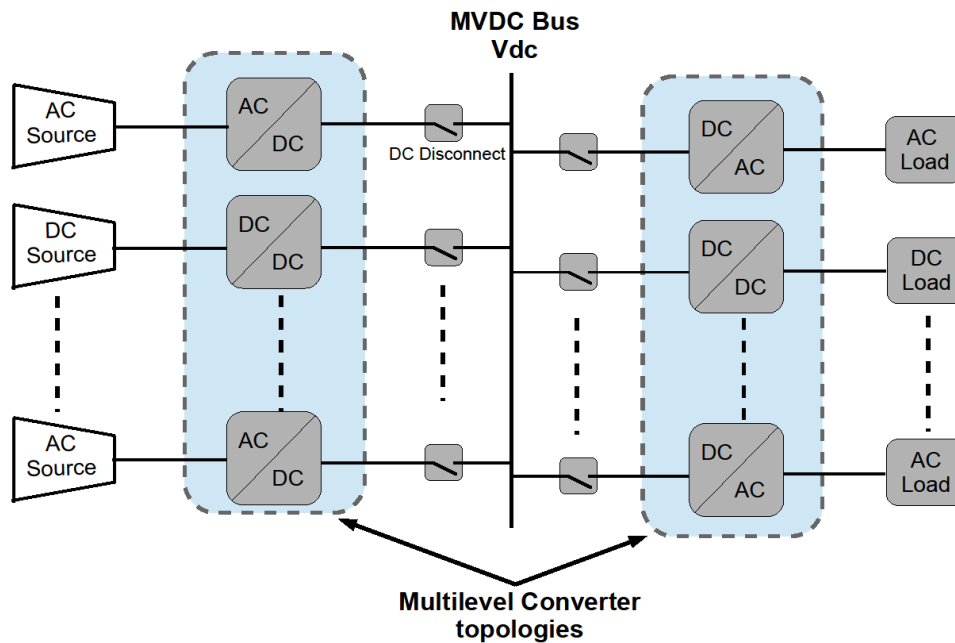 MVDC Bus
Vdc
AC
Source
AC
DC
DC Disconnect
DC
AC
AC
Load
DC
Source
DC
DC
DC
DC
DC
Load
AC
Source
AC
DC
DC
AC
AC
Load
Multilevel Converter
topologies